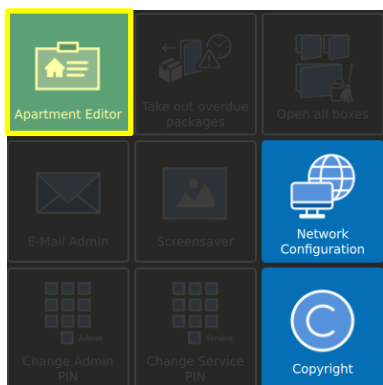 Apartment Editor
Take out overdue
packages
Open all boxes
E-Mail Admin
Screensaver
Network
Configuration
Admin
Change Admin
PIN
Service
Change Service
PIN
C
Copyright